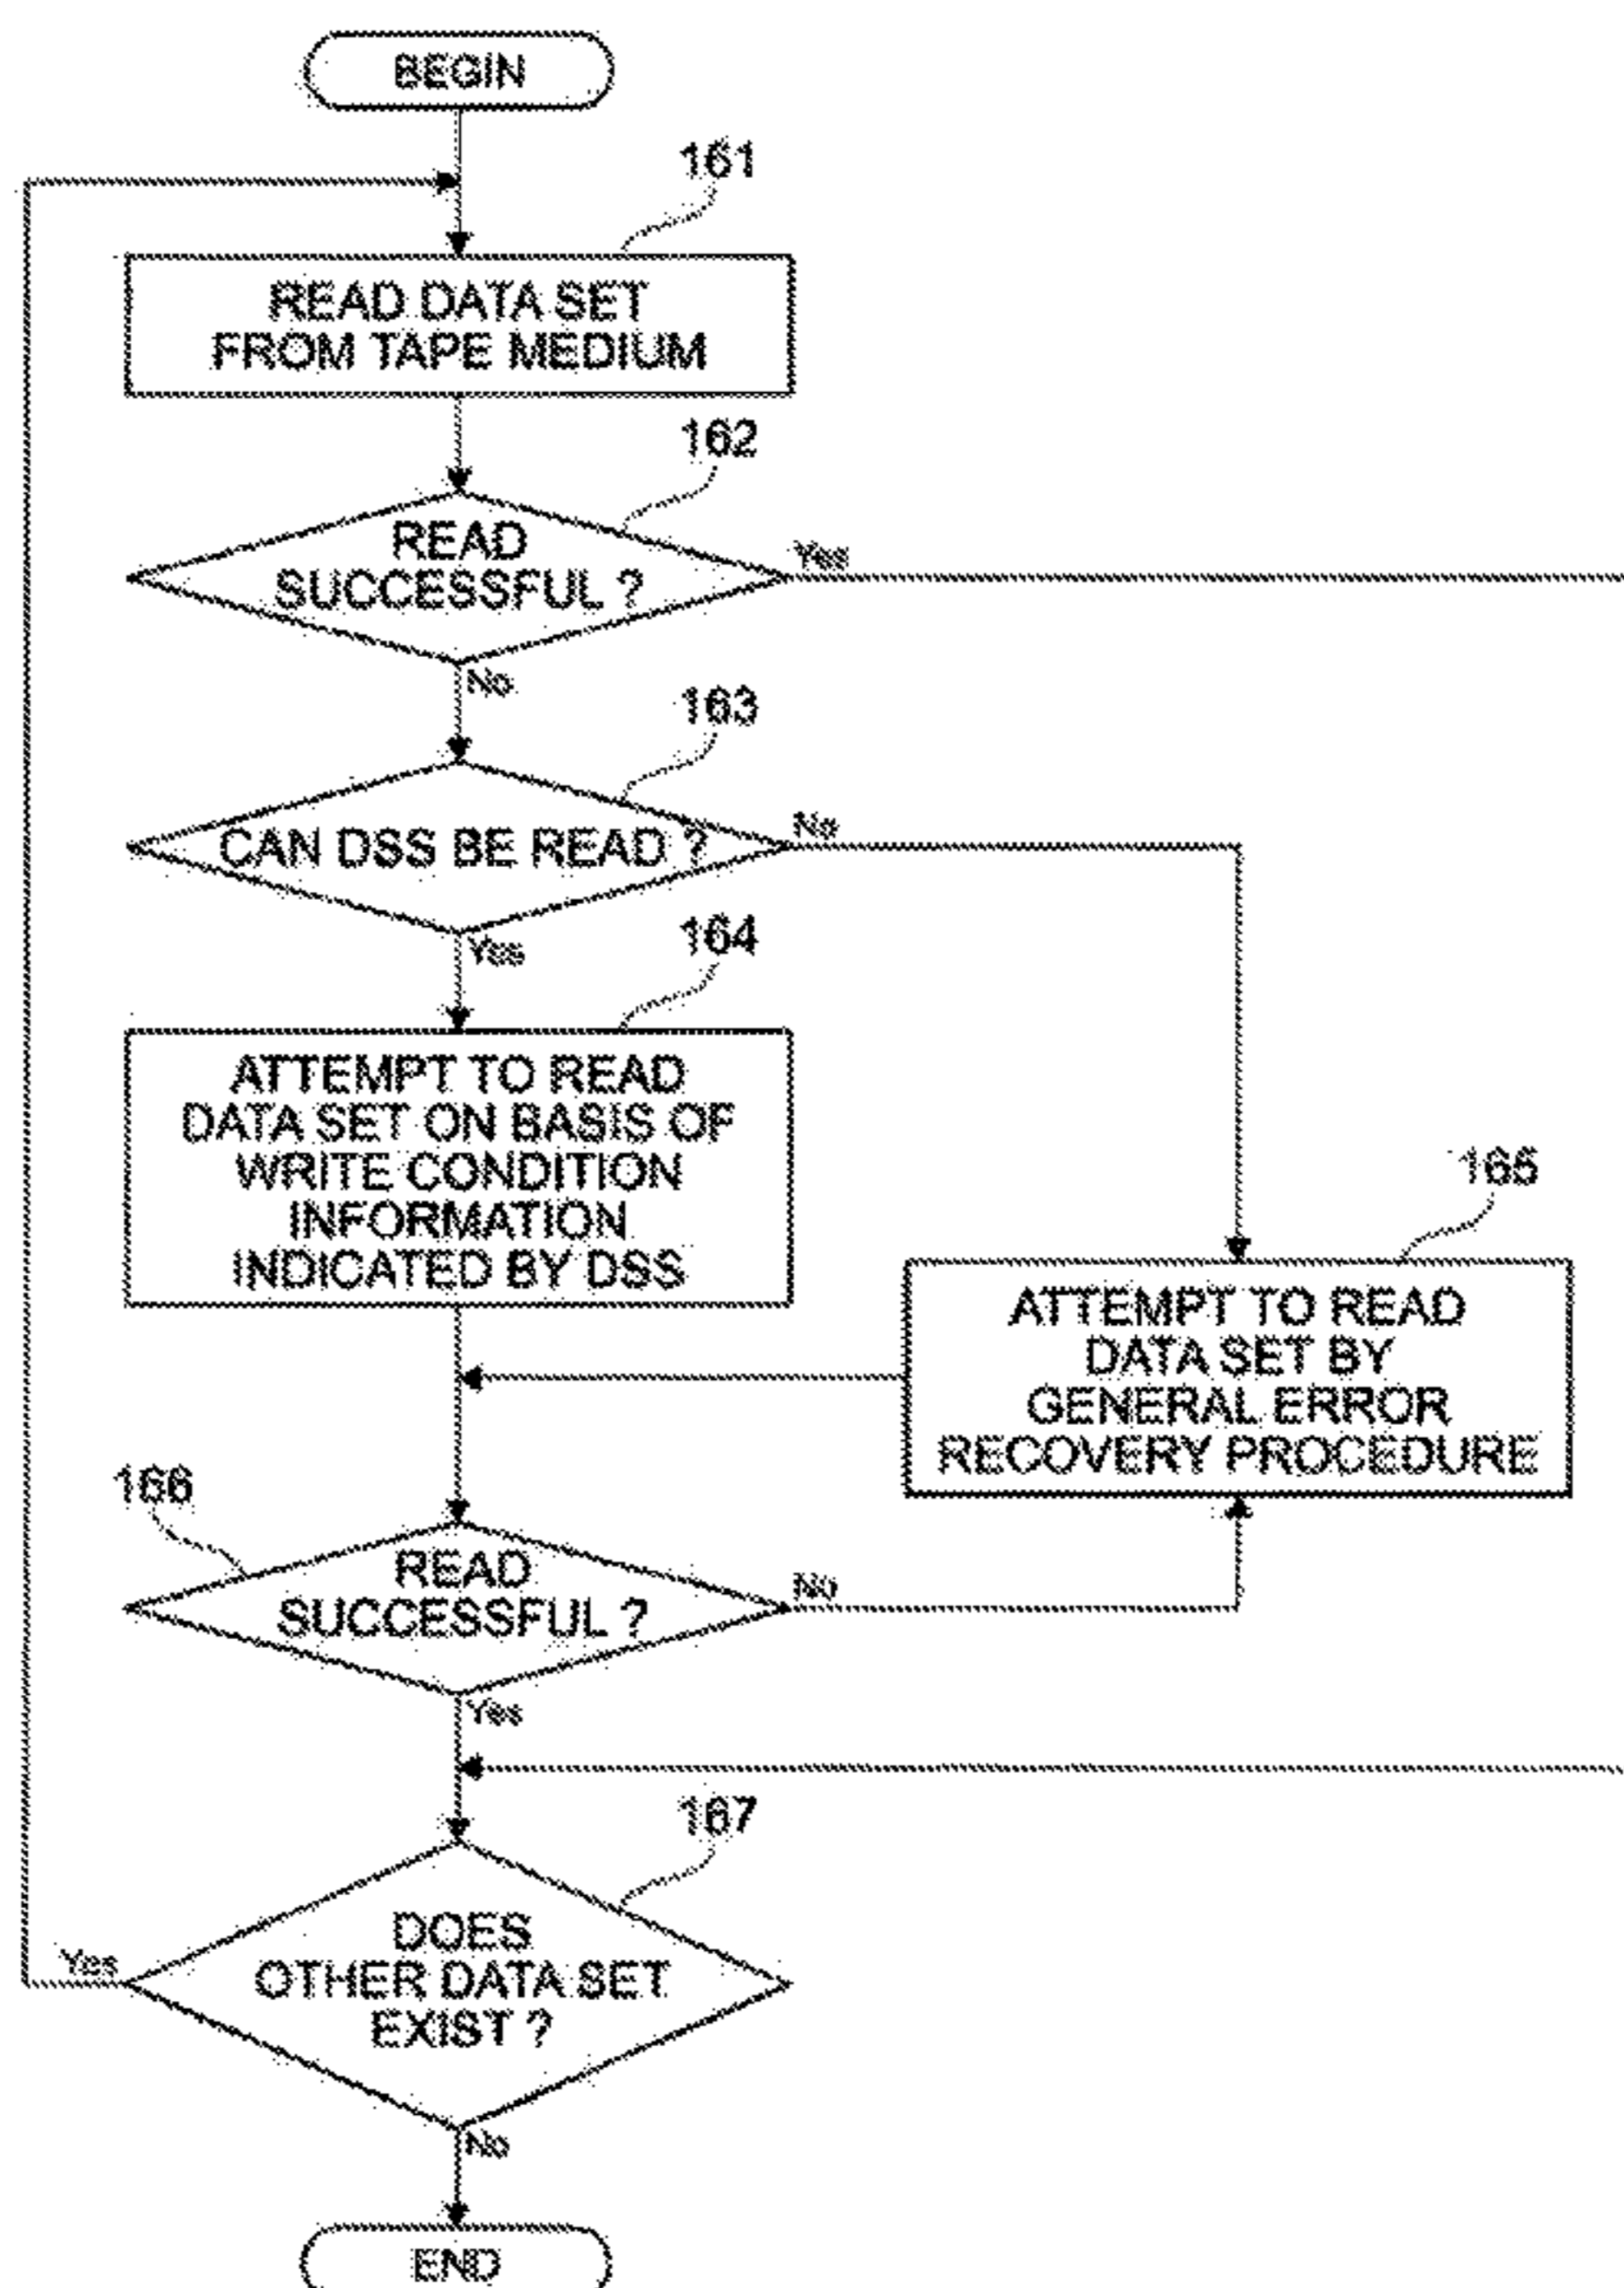 BEGIN
161
READ DATA SET
FROM TAPE MEDIUM
162
READ
SUCCESSFUL ?
Yes
No
163
CAN DSS BE READ ?
No
Yes
164
ATTEMPT TO READ
DATA SET ON BASIS OF
WRITE CONDITION
INFORMATION
INDICATED BY DSS
165
ATTEMPT TO READ
DATA SET BY
GENERAL ERROR
RECOVERY PROCEDURE
166
READ
SUCCESSFUL ?
No
Yes
167
DOES
OTHER DATA SET
EXIST ?
Yes
No
END